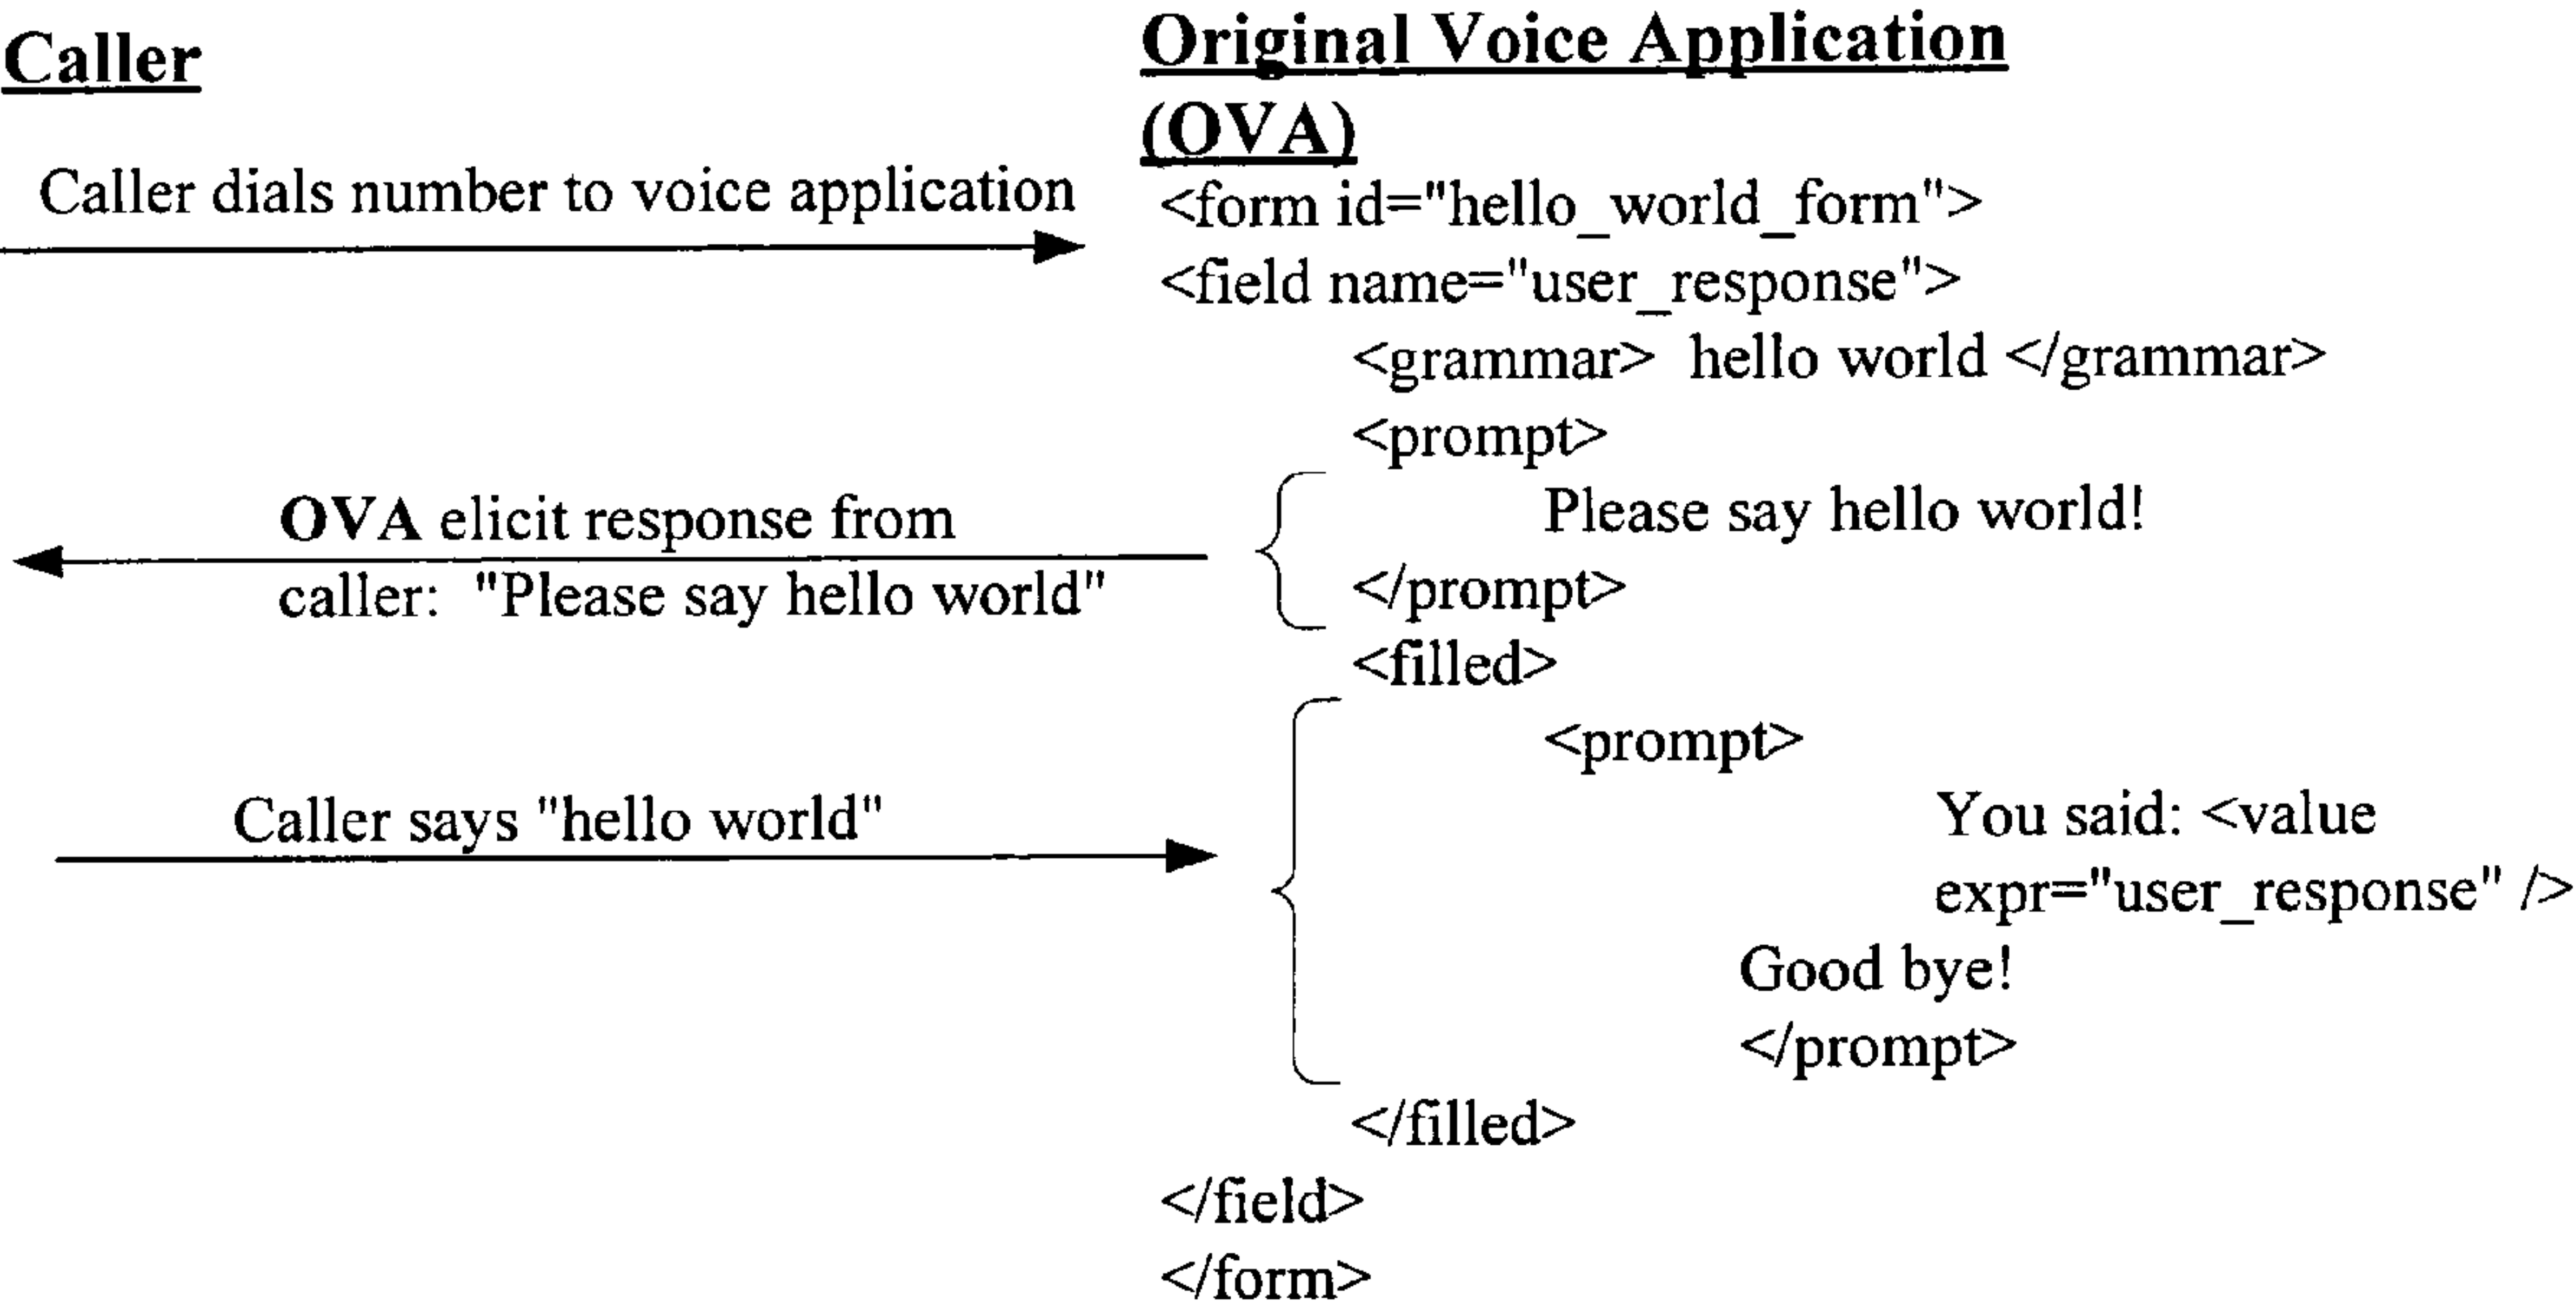 Caller
Original Voice Application
(OVA)
Caller dials number to voice application
<form id="hello_world_form">
<field name="user_response">
<grammar> hello world </grammar>
<prompt>
OVA elicit response from
caller: "Please say hello world"
Please say hello world!
</prompt>
<filled>
<prompt>
Caller says "hello world"
You said: <value
expr="user_response" />
Good bye!
</prompt>
</filled>
</field>
</form>